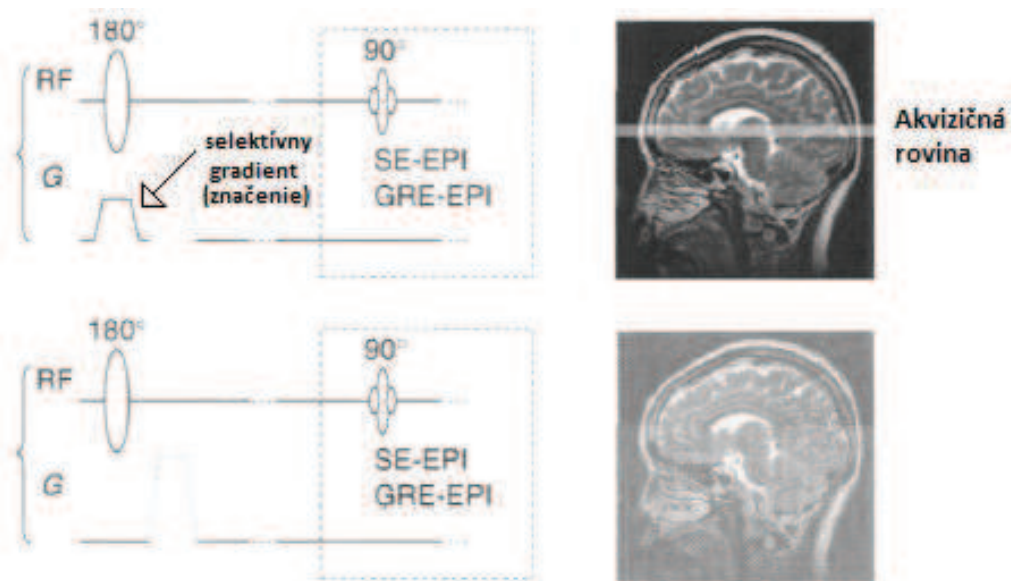 180°
90°
RF
selektívny
gradient
(značenie)
G
SE-EPI
GRE-EPI
Akvizičná
rovina
180°
90°
RF
SE-EPI
GRE-EPI
G